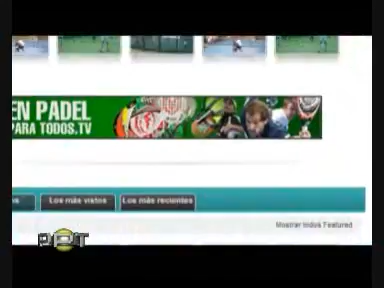 EN PADEL
PARA TODOS.TV
Los más vistos
Los más recientes
Mostrar todos Featured